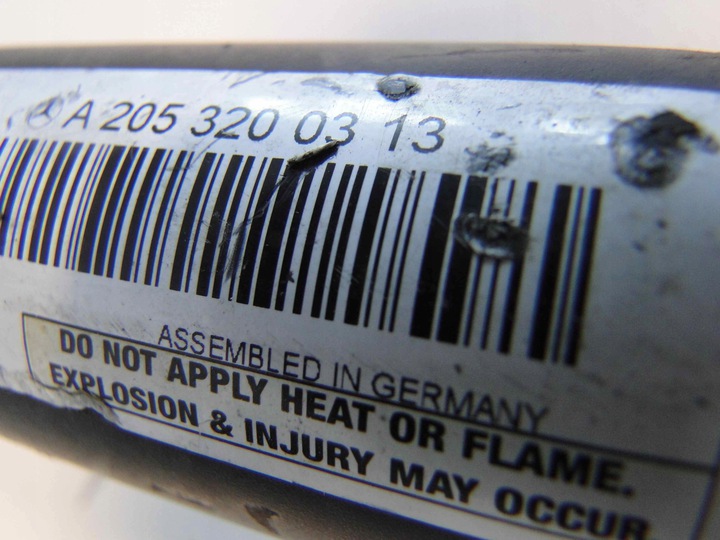 A 205 320 03 13
ASSEMBLED IN GERMANY
DO NOT APPLY HEAT OR FLAME.
EXPLOSION & INJURY MAY OCCUR